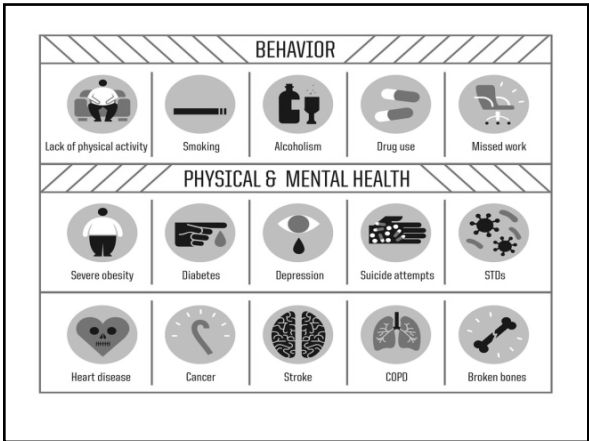 BEHAVIOR
Lack of physical activity
Smoking
Alcoholism
Drug use
Missed work
PHYSICAL & MENTAL HEALTH
Severe obesity
Diabetes
Depression
Suicide attempts
STDs
Heart disease
Cancer
Stroke
COPD
Broken bones